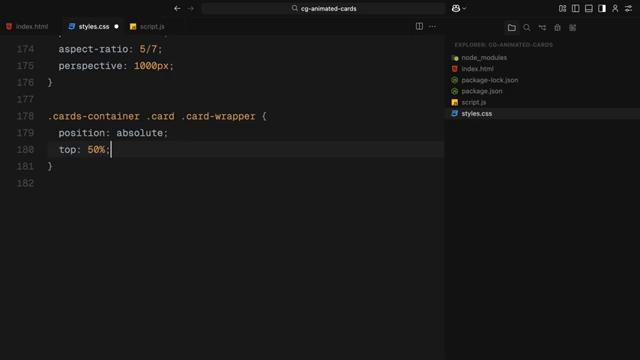 cg-animated-cards
index.html
styles.css
script.js
EXPLORER: CG-ANIMATED-CARDS
node_modules
index.html
package-lock.json
package.json
script.js
styles.css
174 aspect-ratio: 5/7;
175 perspective: 1000px;
176 }
177
178 .cards-container .card .card-wrapper {
179 position: absolute;
180 top: 50%;
181 }
182